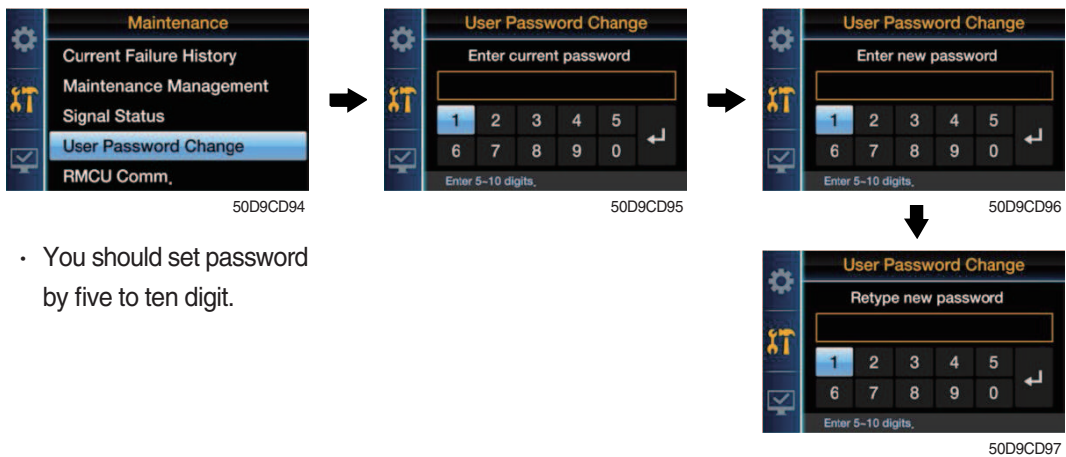 Maintenance
Current Failure History
Maintenance Management
Signal Status
User Password Change
RMCU Comm.
50D9CD94
User Password Change
Enter current password
1 2 3 4 5
6 7 8 9 0
Enter 5~10 digits.
50D9CD95
User Password Change
Enter new password
1 2 3 4 5
6 7 8 9 0
Enter 5~10 digits.
50D9CD96
• You should set password
by five to ten digit.
User Password Change
Retype new password
1 2 3 4 5
6 7 8 9 0
Enter 5~10 digits.
50D9CD97